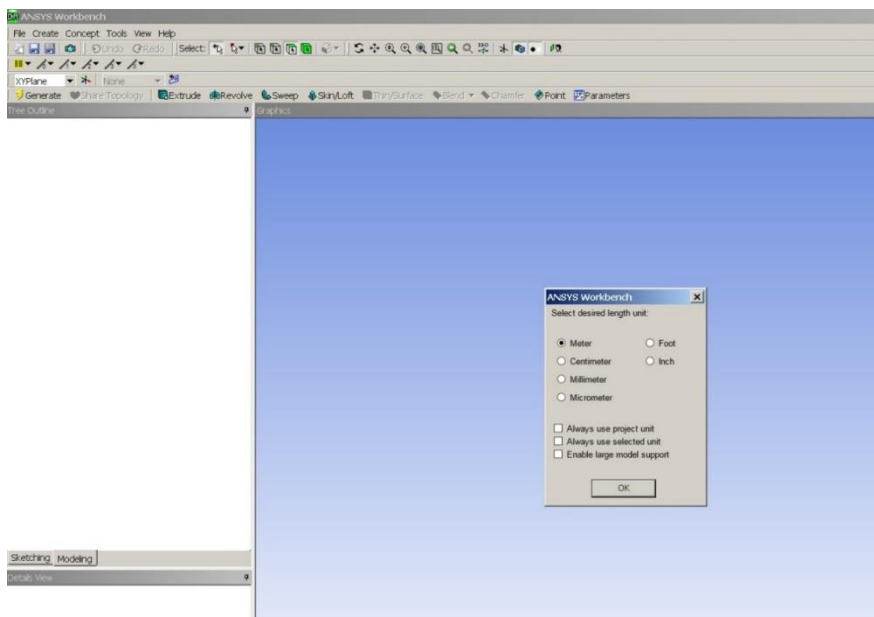 DM ANSYS Workbench
File Create Concept Tools View Help
Undo Redo Select:
XYPlane None
Generate Share Topology Extrude Revolve Sweep Skin/Loft Thin/Surface Blend Chamfer Point Parameters
Tree Outline Graphics
ANSYS Workbench
Select desired length unit:
Meter Foot
Centimeter Inch
Millimeter
Micrometer
Always use project unit
Always use selected unit
Enable large model support
OK
Sketching Modeling
Details View